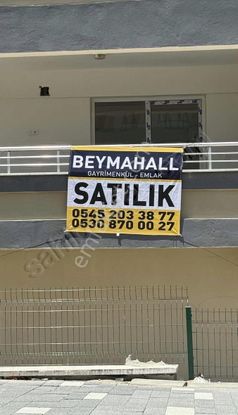 BEYMAHALL
GAYRİMENKUL - EMLAK
SATILIK
0545 203 38 77
0530 870 00 27